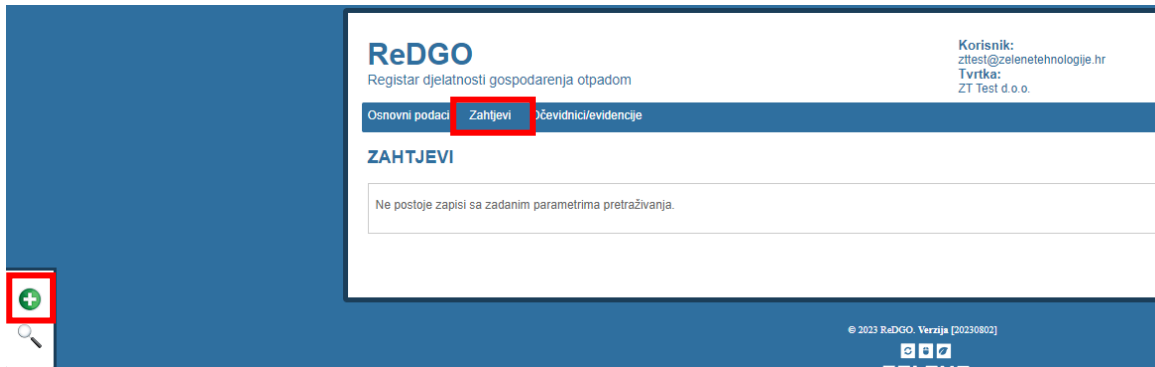 ReDGO
Registar djelatnosti gospodarenja otpadom
Korisnik:
zttest@zelenetehnologije.hr
Tvrtka:
ZT Test d.o.o.
Osnovni podaci Zahtjevi Očevidnici/evidencije
ZAHTJEVI
Ne postoje zapisi sa zadanim parametrima pretraživanja.
© 2023 ReDGO. Verzija [20230802]